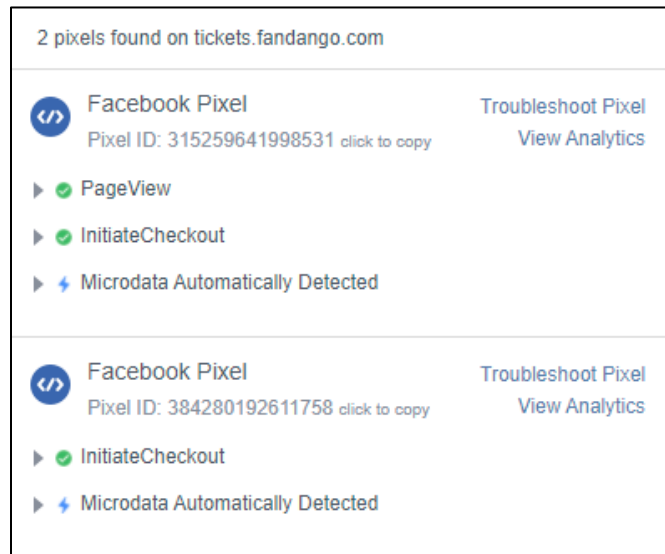 2 pixels found on tickets.fandango.com
</>
Facebook Pixel
Troubleshoot Pixel
Pixel ID: 315259641998531 click to copy
View Analytics
PageView
InitiateCheckout
Microdata Automatically Detected
</>
Facebook Pixel
Troubleshoot Pixel
Pixel ID: 384280192611758 click to copy
View Analytics
InitiateCheckout
Microdata Automatically Detected